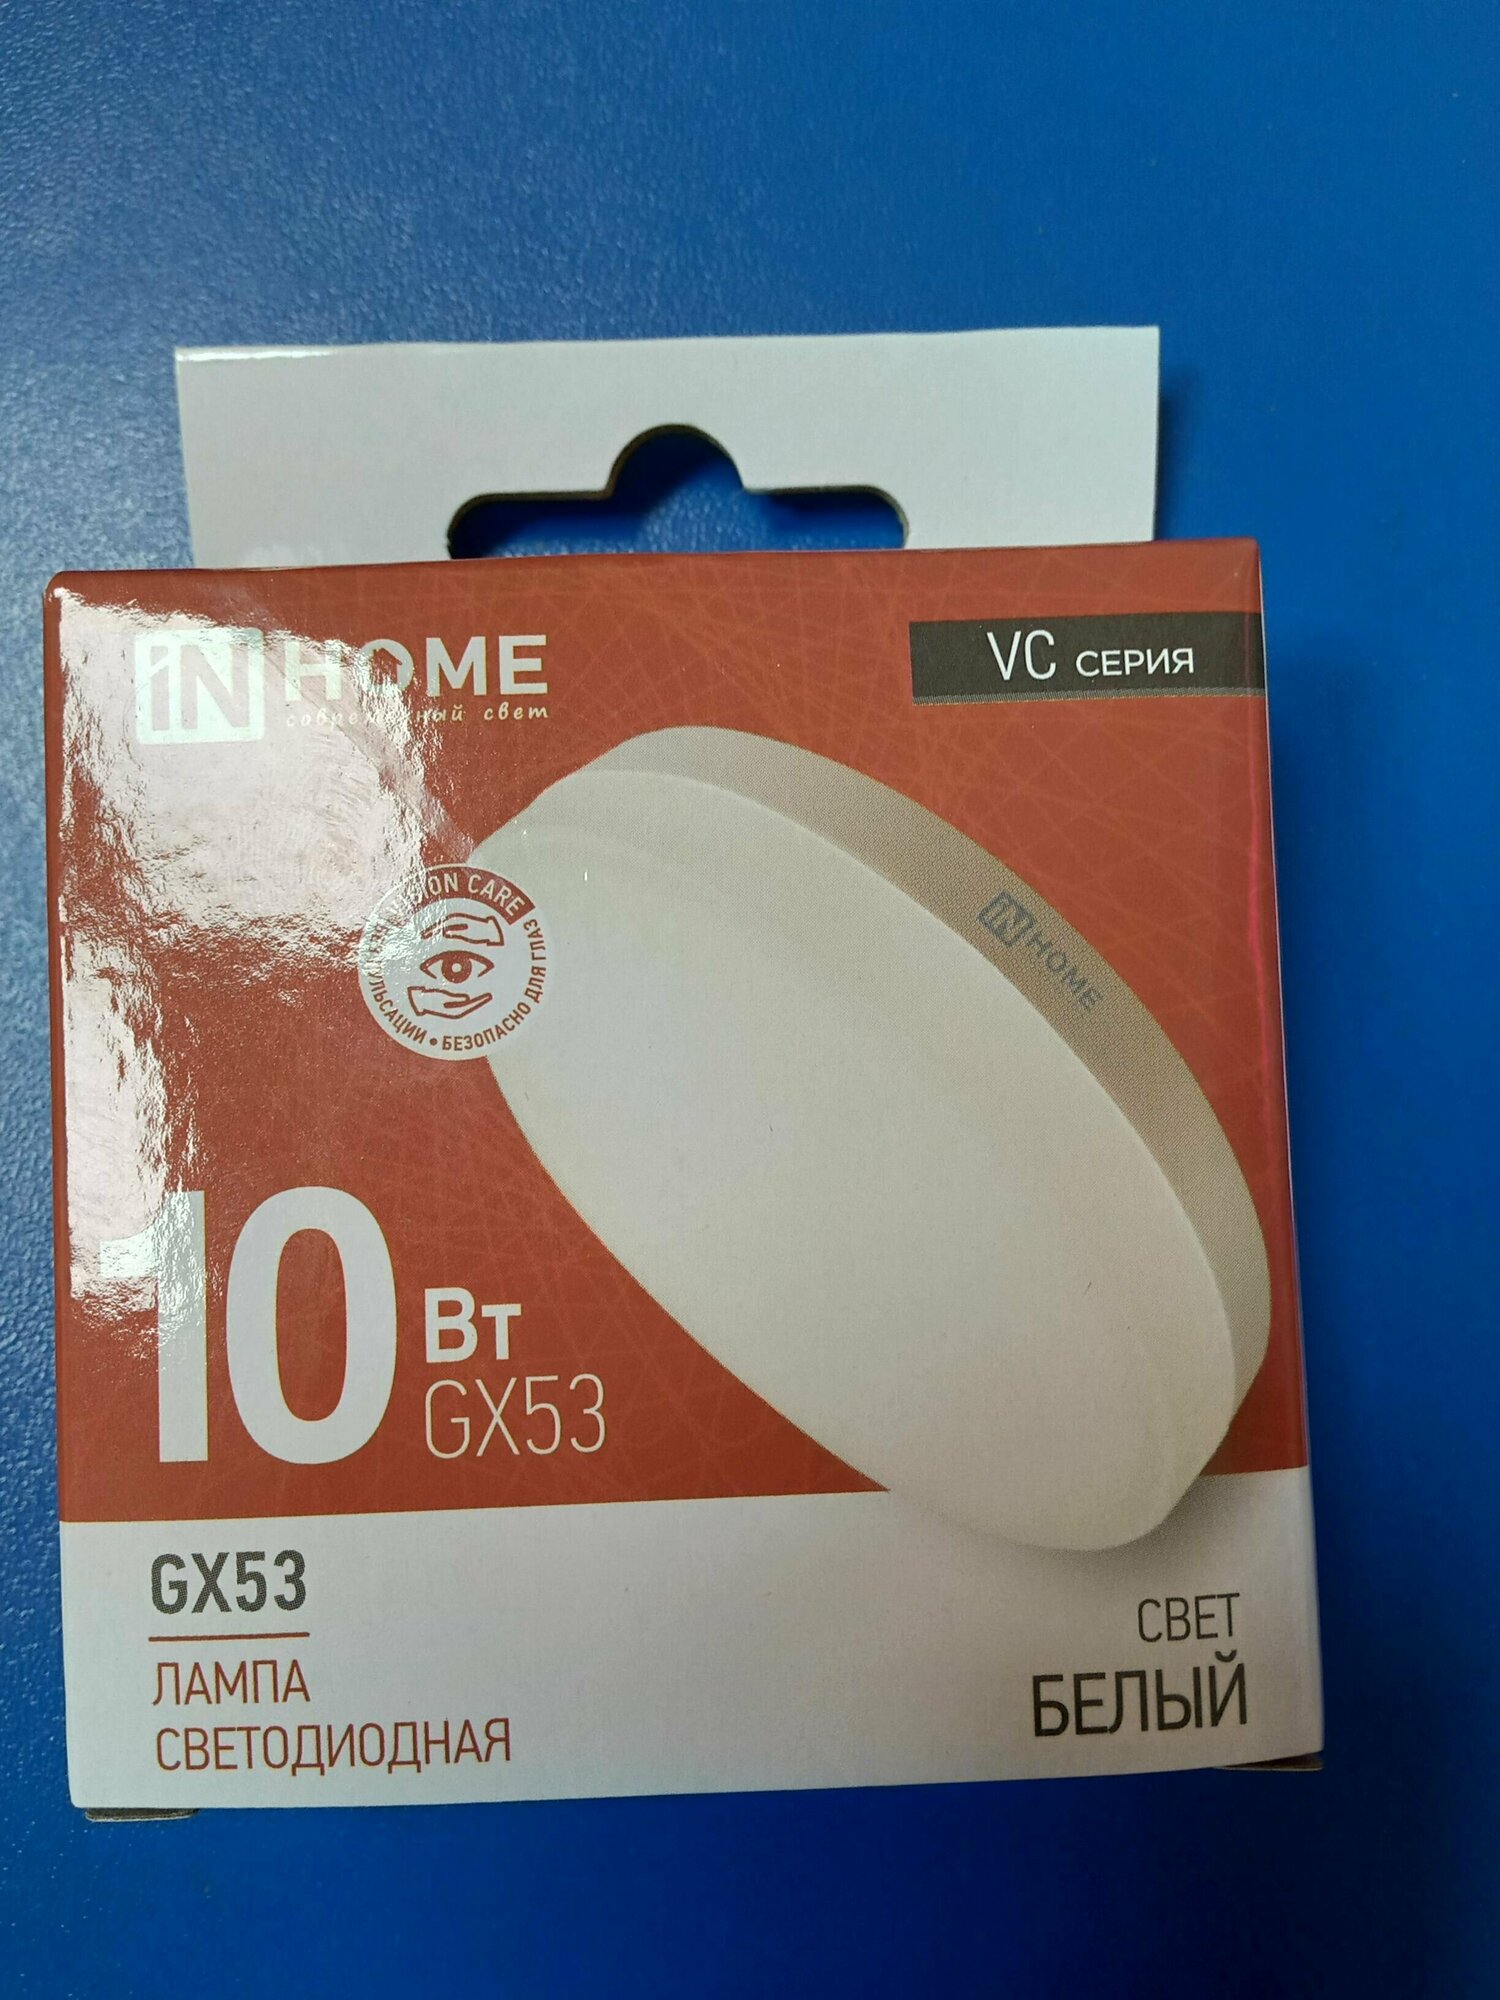 iN HOME
современный свет
VC СЕРИЯ
VISION CARE
БЕЗОПАСНО ДЛЯ ГЛАЗ
iN HOME
10 Вт
GX53
GX53
ЛАМПА
СВЕТОДИОДНАЯ
СВЕТ
БЕЛЫЙ